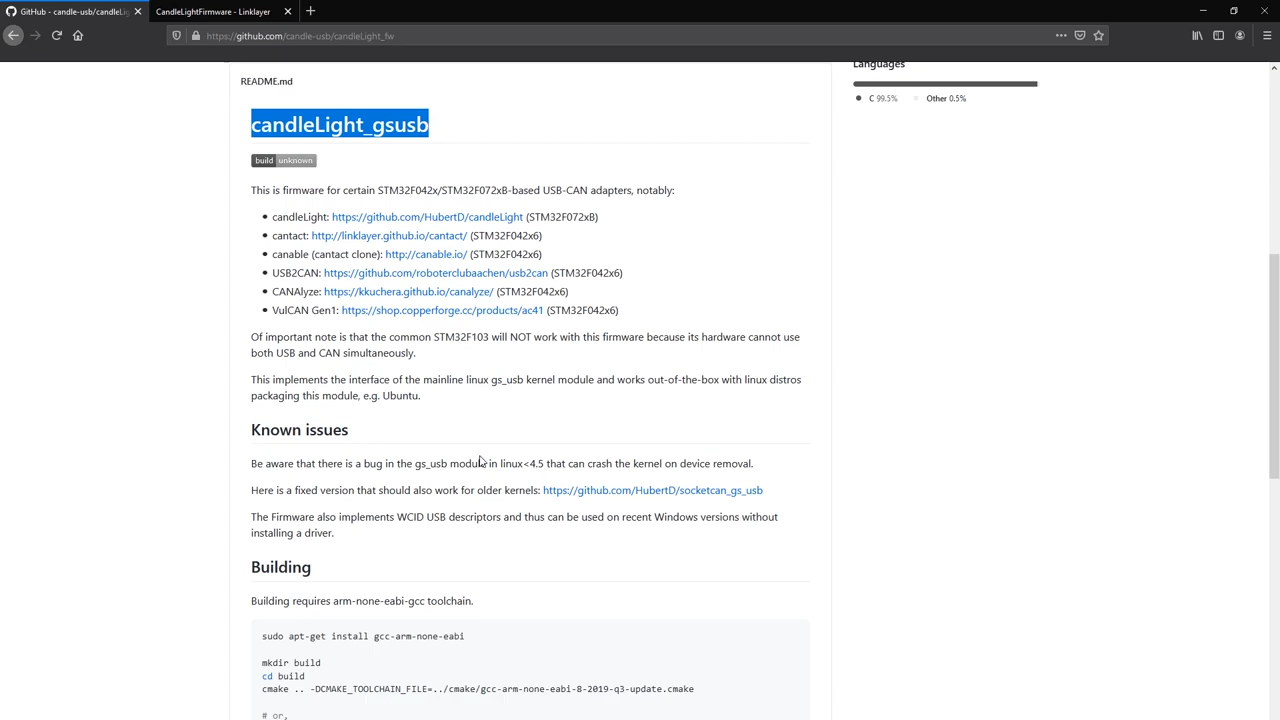 GitHub - candle-usb/candleLig
CandleLightFirmware - Linklayer
https://github.com/candle-usb/candleLight_fw
README.md
Languages
C 99.5%
Other 0.5%
candleLight_gsusb
build unknown
This is firmware for certain STM32F042x/STM32F072xB-based USB-CAN adapters, notably:
candleLight: https://github.com/HubertD/candleLight (STM32F072xB)
cantact: http://linklayer.github.io/cantact/ (STM32F042x6)
canable (cantact clone): http://canable.io/ (STM32F042x6)
USB2CAN: https://github.com/roboterclubaachen/usb2can (STM32F042x6)
CANAlyze: https://kkuchera.github.io/canalyze/ (STM32F042x6)
VulCAN Gen1: https://shop.copperforge.cc/products/ac41 (STM32F042x6)
Of important note is that the common STM32F103 will NOT work with this firmware because its hardware cannot use
both USB and CAN simultaneously.
This implements the interface of the mainline linux gs_usb kernel module and works out-of-the-box with linux distros
packaging this module, e.g. Ubuntu.
Known issues
Be aware that there is a bug in the gs_usb module in linux<4.5 that can crash the kernel on device removal.
Here is a fixed version that should also work for older kernels: https://github.com/HubertD/socketcan_gs_usb
The Firmware also implements WCID USB descriptors and thus can be used on recent Windows versions without
installing a driver.
Building
Building requires arm-none-eabi-gcc toolchain.
sudo apt-get install gcc-arm-none-eabi
mkdir build
cd build
cmake .. -DCMAKE_TOOLCHAIN_FILE=../cmake/gcc-arm-none-eabi-8-2019-q3-update.cmake
# or,